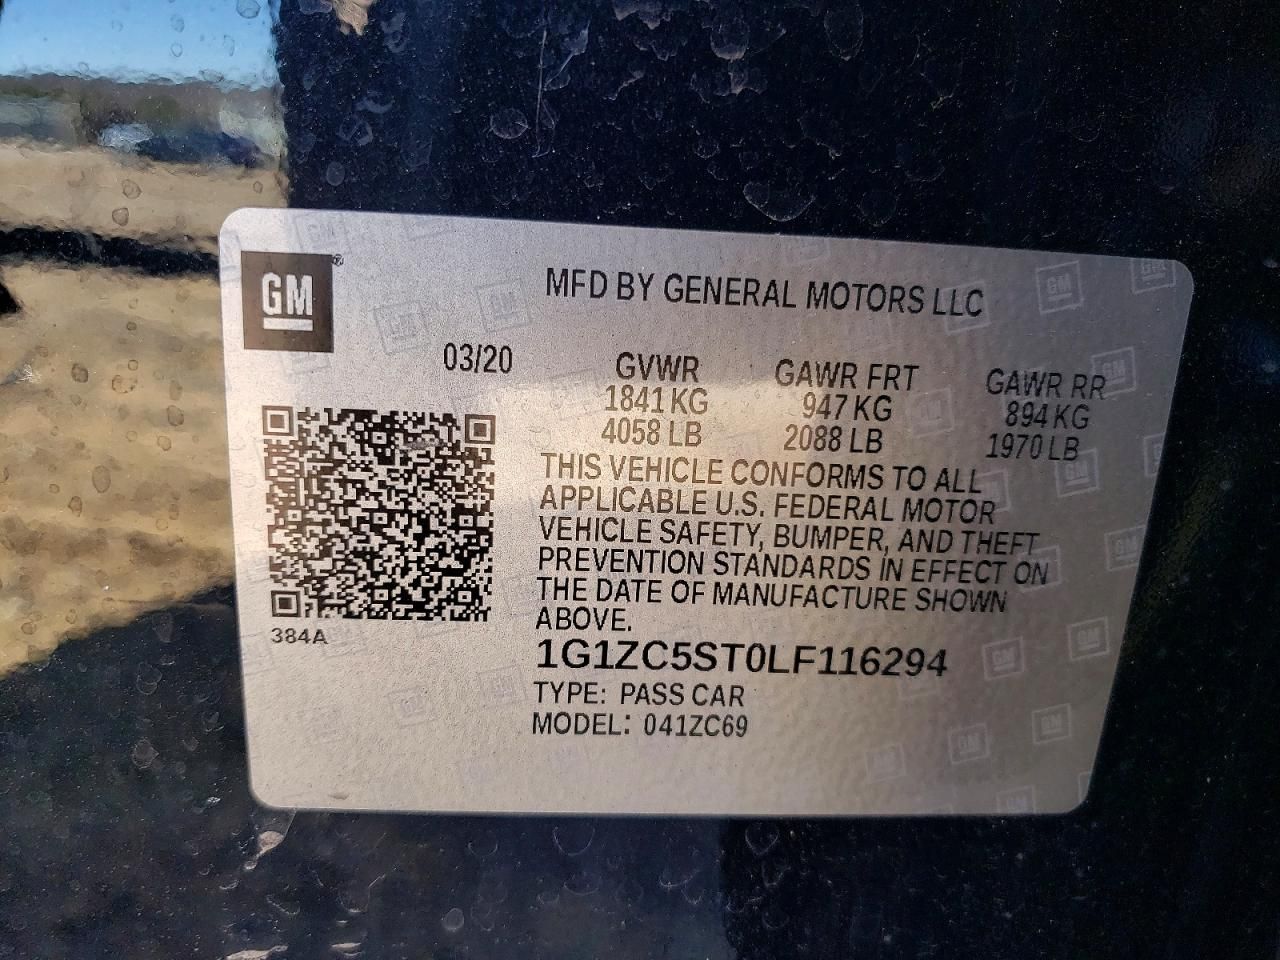 GM®
MFD BY GENERAL MOTORS LLC
03/20
GVWR GAWR FRT GAWR RR
1841 KG 947 KG 894 KG
4058 LB 2088 LB 1970 LB
THIS VEHICLE CONFORMS TO ALL
APPLICABLE U.S. FEDERAL MOTOR
VEHICLE SAFETY, BUMPER, AND THEFT
PREVENTION STANDARDS IN EFFECT ON
THE DATE OF MANUFACTURE SHOWN
ABOVE.
384A
1G1ZC5ST0LF116294
TYPE: PASS CAR
MODEL: 041ZC69